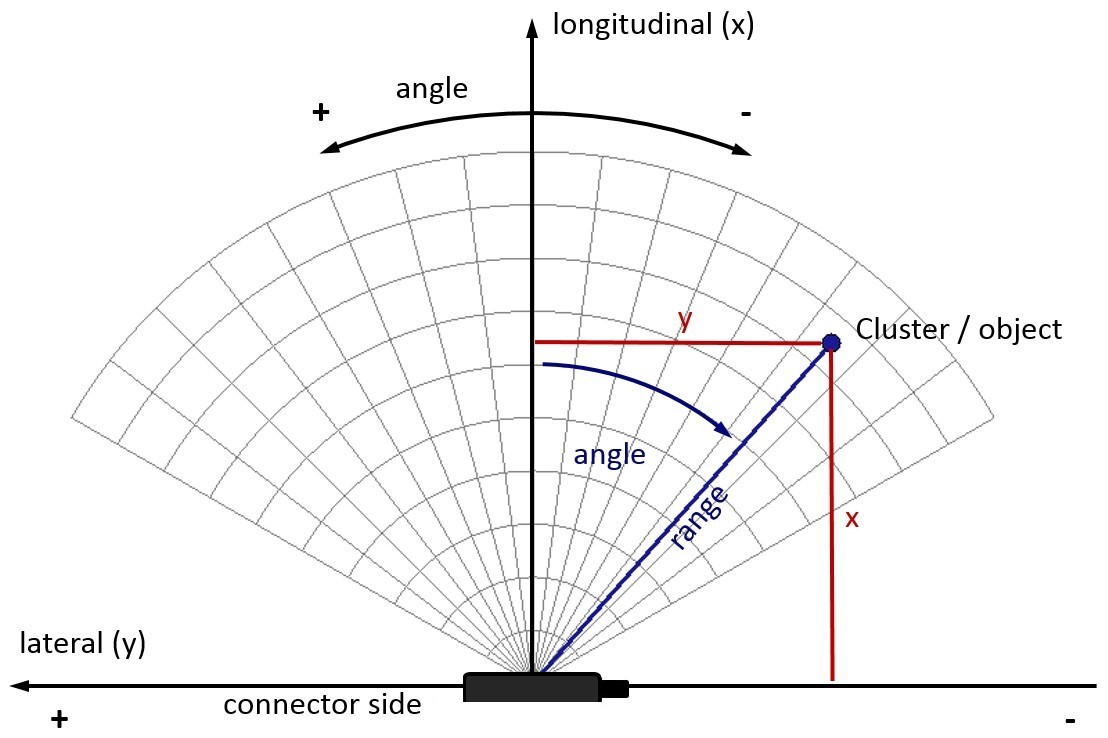 longitudinal (x)
angle
+
-
y
Cluster / object
angle
range
x
lateral (y)
connector side
+
-